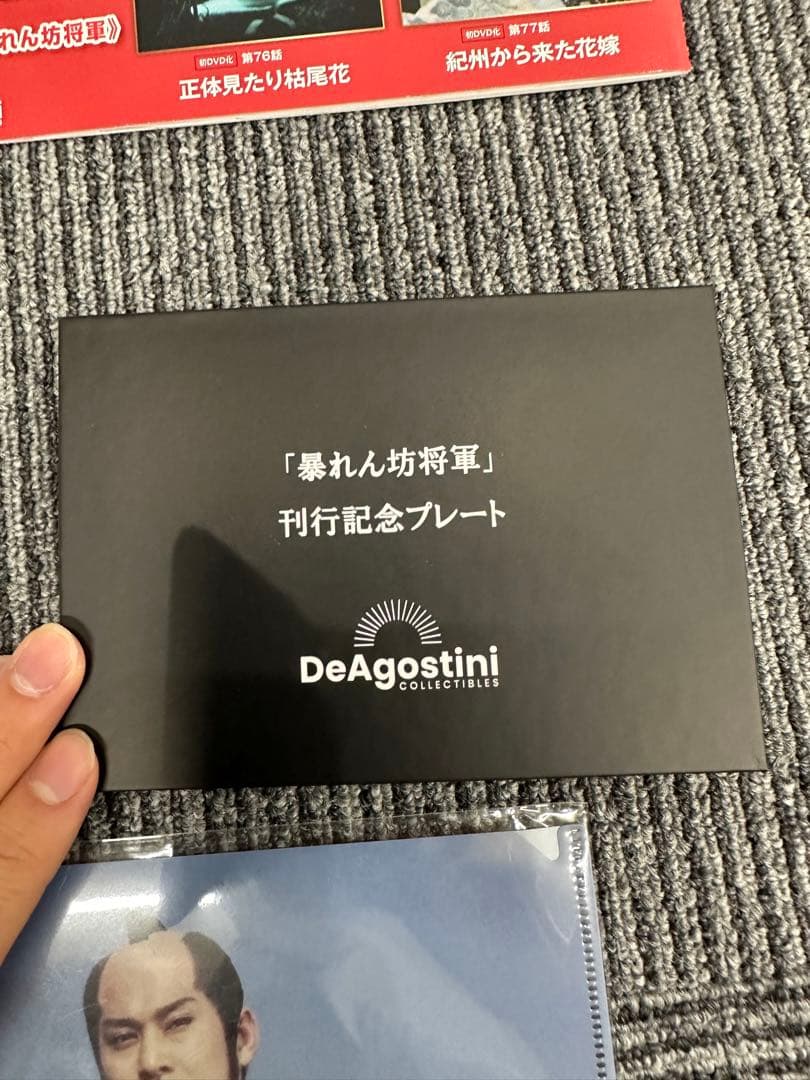 れん坊将軍》
初DVD化 第76話
正体見たり枯尾花
初DVD化 第77話
紀州から来た花嫁
「暴れん坊将軍」
刊行記念プレート
DeAgostini
COLLECTIBLES